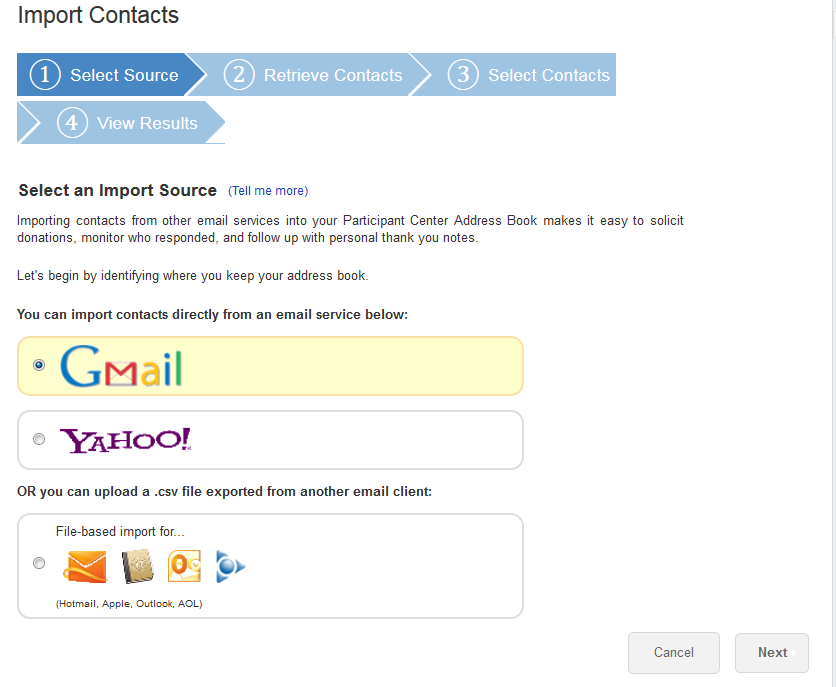 Import Contacts
1 Select Source 2 Retrieve Contacts 3 Select Contacts
4 View Results
Select an Import Source (Tell me more)
Importing contacts from other email services into your Participant Center Address Book makes it easy to solicit
donations, monitor who responded, and follow up with personal thank you notes.
Let's begin by identifying where you keep your address book.
You can import contacts directly from an email service below:
Gmail
YAHOO!
OR you can upload a .csv file exported from another email client:
File-based import for...
(Hotmail, Apple, Outlook, AOL)
Cancel Next